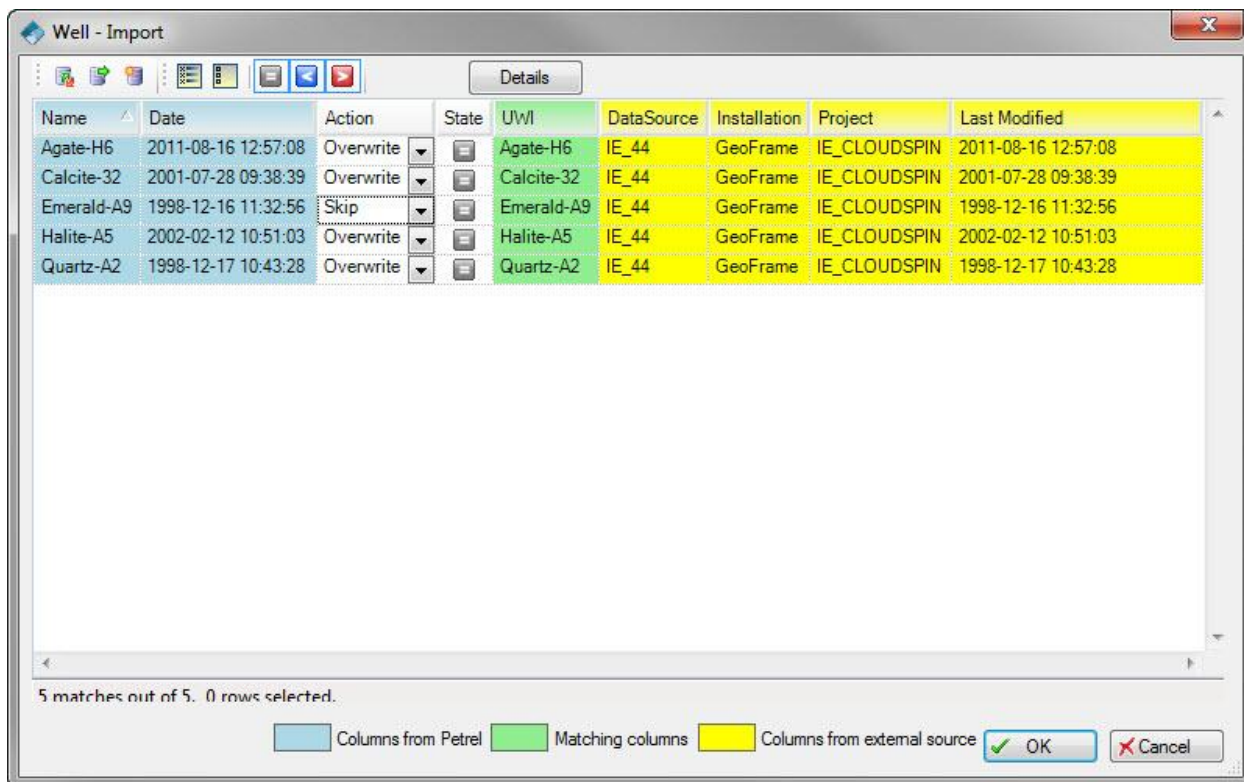 Well - Import
Details
Name Date Action State UWI DataSource Installation Project Last Modified
Agate-H6 2011-08-16 12:57:08 Overwrite Agate-H6 IE_44 GeoFrame IE_CLOUDSPIN 2011-08-16 12:57:08
Calcite-32 2001-07-28 09:38:39 Overwrite Calcite-32 IE_44 GeoFrame IE_CLOUDSPIN 2001-07-28 09:38:39
Emerald-A9 1998-12-16 11:32:56 Skip Emerald-A9 IE_44 GeoFrame IE_CLOUDSPIN 1998-12-16 11:32:56
Halite-A5 2002-02-12 10:51:03 Overwrite Halite-A5 IE_44 GeoFrame IE_CLOUDSPIN 2002-02-12 10:51:03
Quartz-A2 1998-12-17 10:43:28 Overwrite Quartz-A2 IE_44 GeoFrame IE_CLOUDSPIN 1998-12-17 10:43:28
5 matches out of 5, 0 rows selected.
Columns from Petrel Matching columns Columns from external source OK Cancel